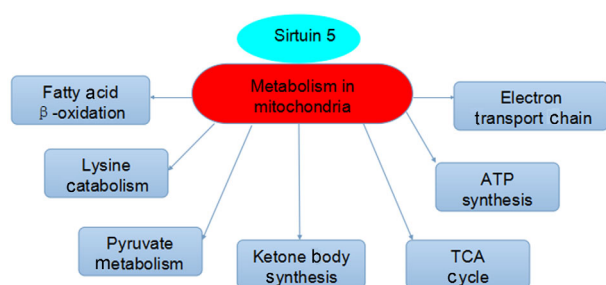 Sirtuin 5
Metabolism in
mitochondria
Fatty acid
β-oxidation
Electron
transport chain
Lysine
catabolism
ATP
synthesis
Pyruvate
metabolism
Ketone body
synthesis
TCA
cycle